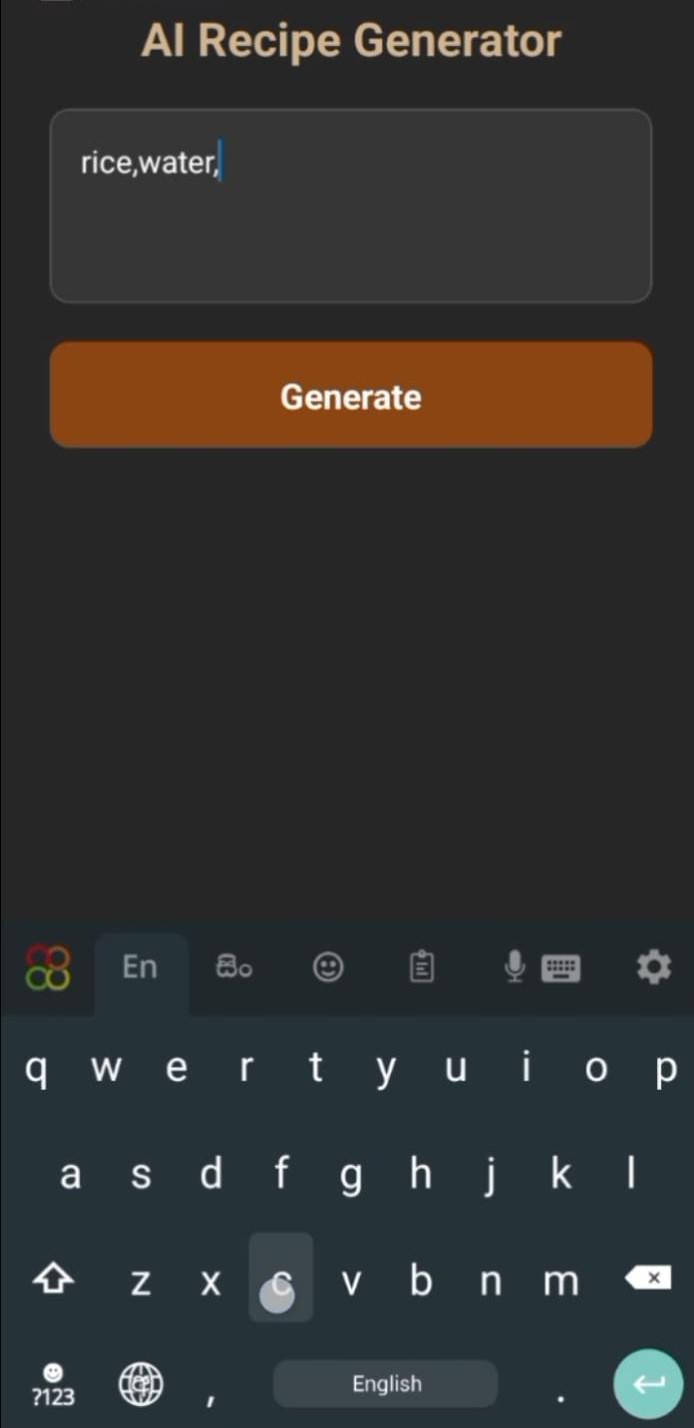 AI Recipe Generator
rice,water,
Generate
En සිං
q w e r t y u i o p
a s d f g h j k l
z x c v b n m
?123 , English .